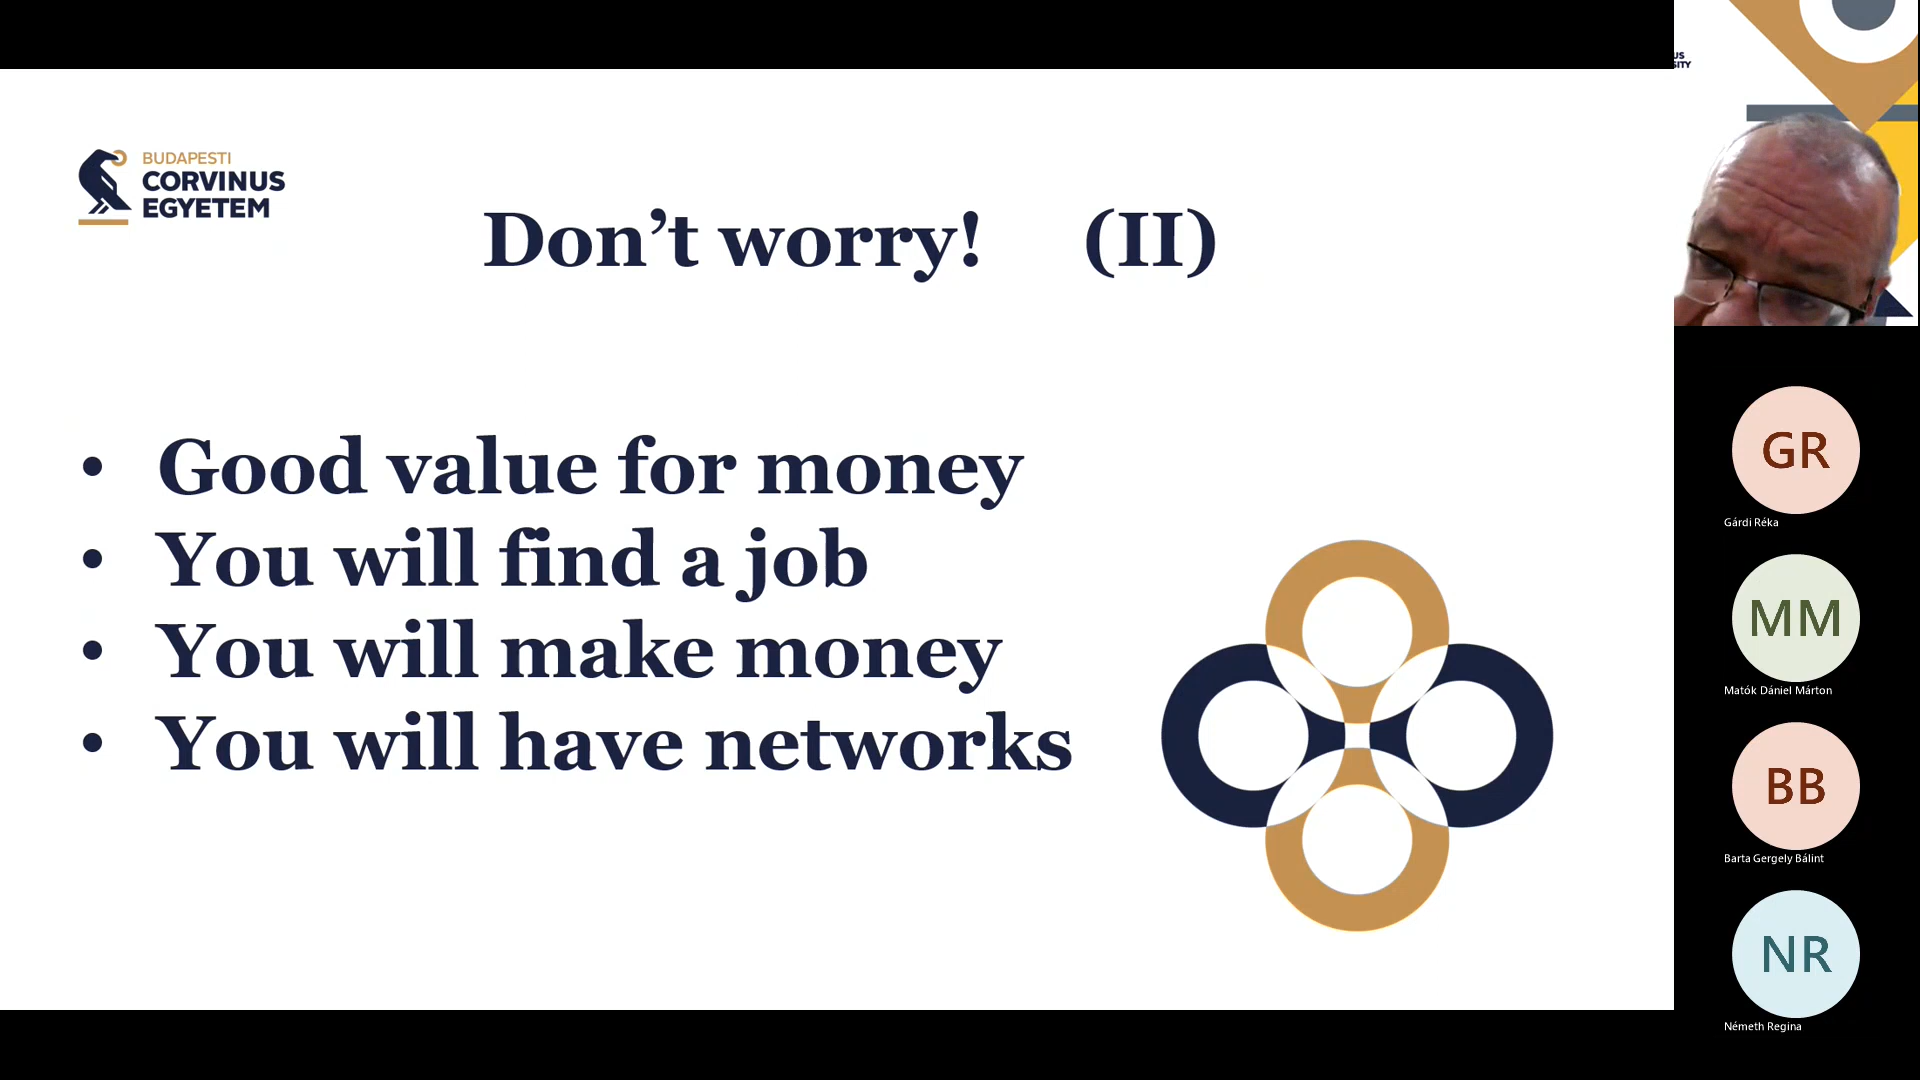 BUDAPESTI
CORVINUS
EGYETEM
Don’t worry! (II)
• Good value for money
• You will find a job
• You will make money
• You will have networks
GR
Gárdi Réka
MM
Matók Dániel Márton
BB
Barta Gergely Bálint
NR
Németh Regina